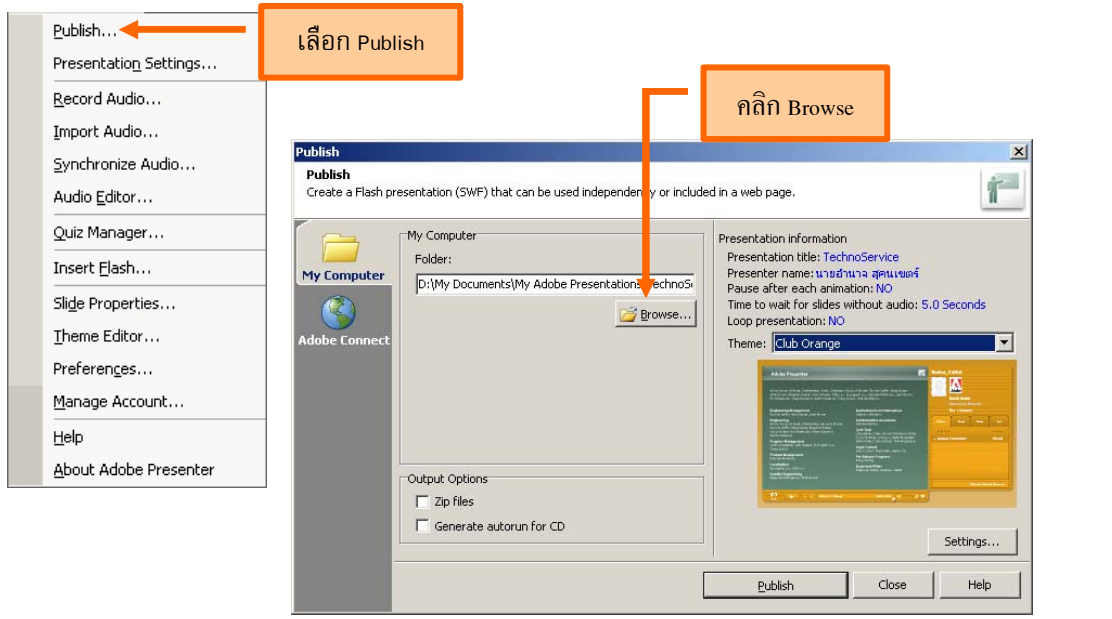 Publish...
Presentation Settings...
Record Audio...
Import Audio...
Synchronize Audio...
Audio Editor...
Quiz Manager...
Insert Flash...
Slide Properties...
Theme Editor...
Preferences...
Manage Account...
Help
About Adobe Presenter
เลือก Publish
คลิก Browse
Publish
Publish
Create a Flash presentation (SWF) that can be used independently or included in a web page.
My Computer
Adobe Connect
My Computer
Folder:
D:\My Documents\My Adobe Presentations\TechnoSe
Browse...
Output Options
Zip files
Generate autorun for CD
Presentation information
Presentation title: TechnoService
Presenter name: นายอำนาจ สุคนเขตร์
Pause after each animation: NO
Time to wait for slides without audio: 5.0 Seconds
Loop presentation: NO
Theme: Club Orange
Adobe Presenter
Settings...
Publish
Close
Help